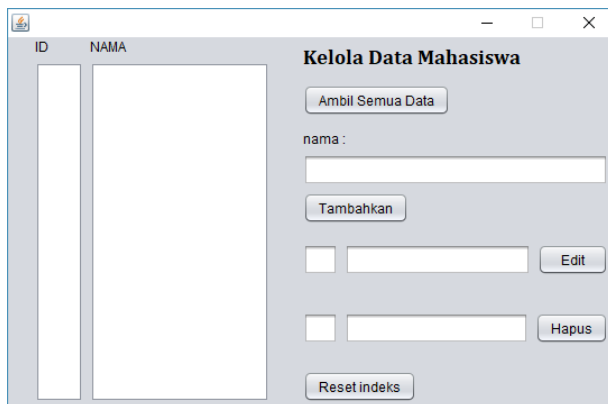 ID NAMA
Kelola Data Mahasiswa
Ambil Semua Data
nama :
Tambahkan
Edit
Hapus
Reset indeks